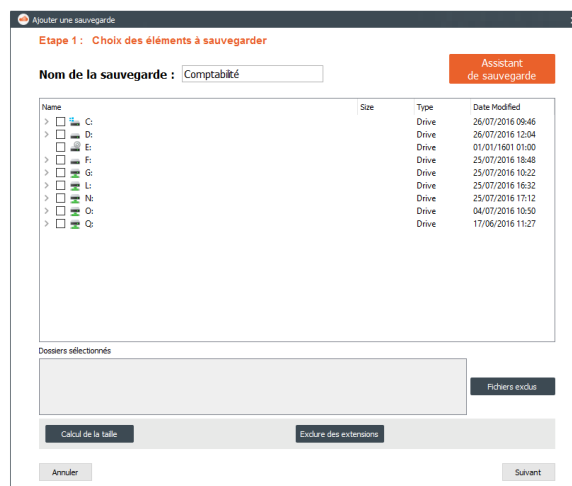 Ajouter une sauvegarde
Etape 1 : Choix des éléments à sauvegarder
Nom de la sauvegarde : Comptabilité
Assistant
de sauvegarde
Name Size Type Date Modified
C: Drive 26/07/2016 09:46
D: Drive 26/07/2016 12:04
E: Drive 01/01/1601 01:00
F: Drive 25/07/2016 18:48
G: Drive 25/07/2016 10:22
L: Drive 25/07/2016 16:32
N: Drive 25/07/2016 17:12
O: Drive 04/07/2016 10:50
Q: Drive 17/06/2016 11:27
Dossiers sélectionnés
Fichiers exclus
Calcul de la taille Exclure des extensions
Annuler Suivant